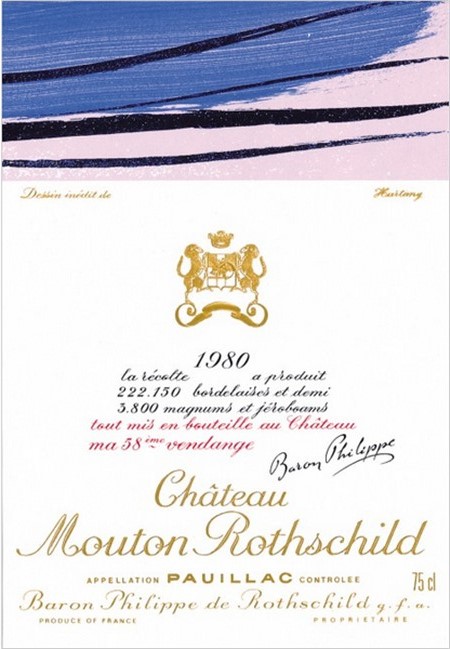 Dessin inédit de Hartung
1980
la récolte a produit
222.150 bordelaises et demi
3.800 magnums et jéroboams
tout mis en bouteille au Château
ma 58ème vendange
Baron Philippe
Château
Mouton Rothschild
APPELLATION PAUILLAC CONTROLEE 75 cl
Baron Philippe de Rothschild g.f.a.
PRODUCE OF FRANCE PROPRIETAIRE